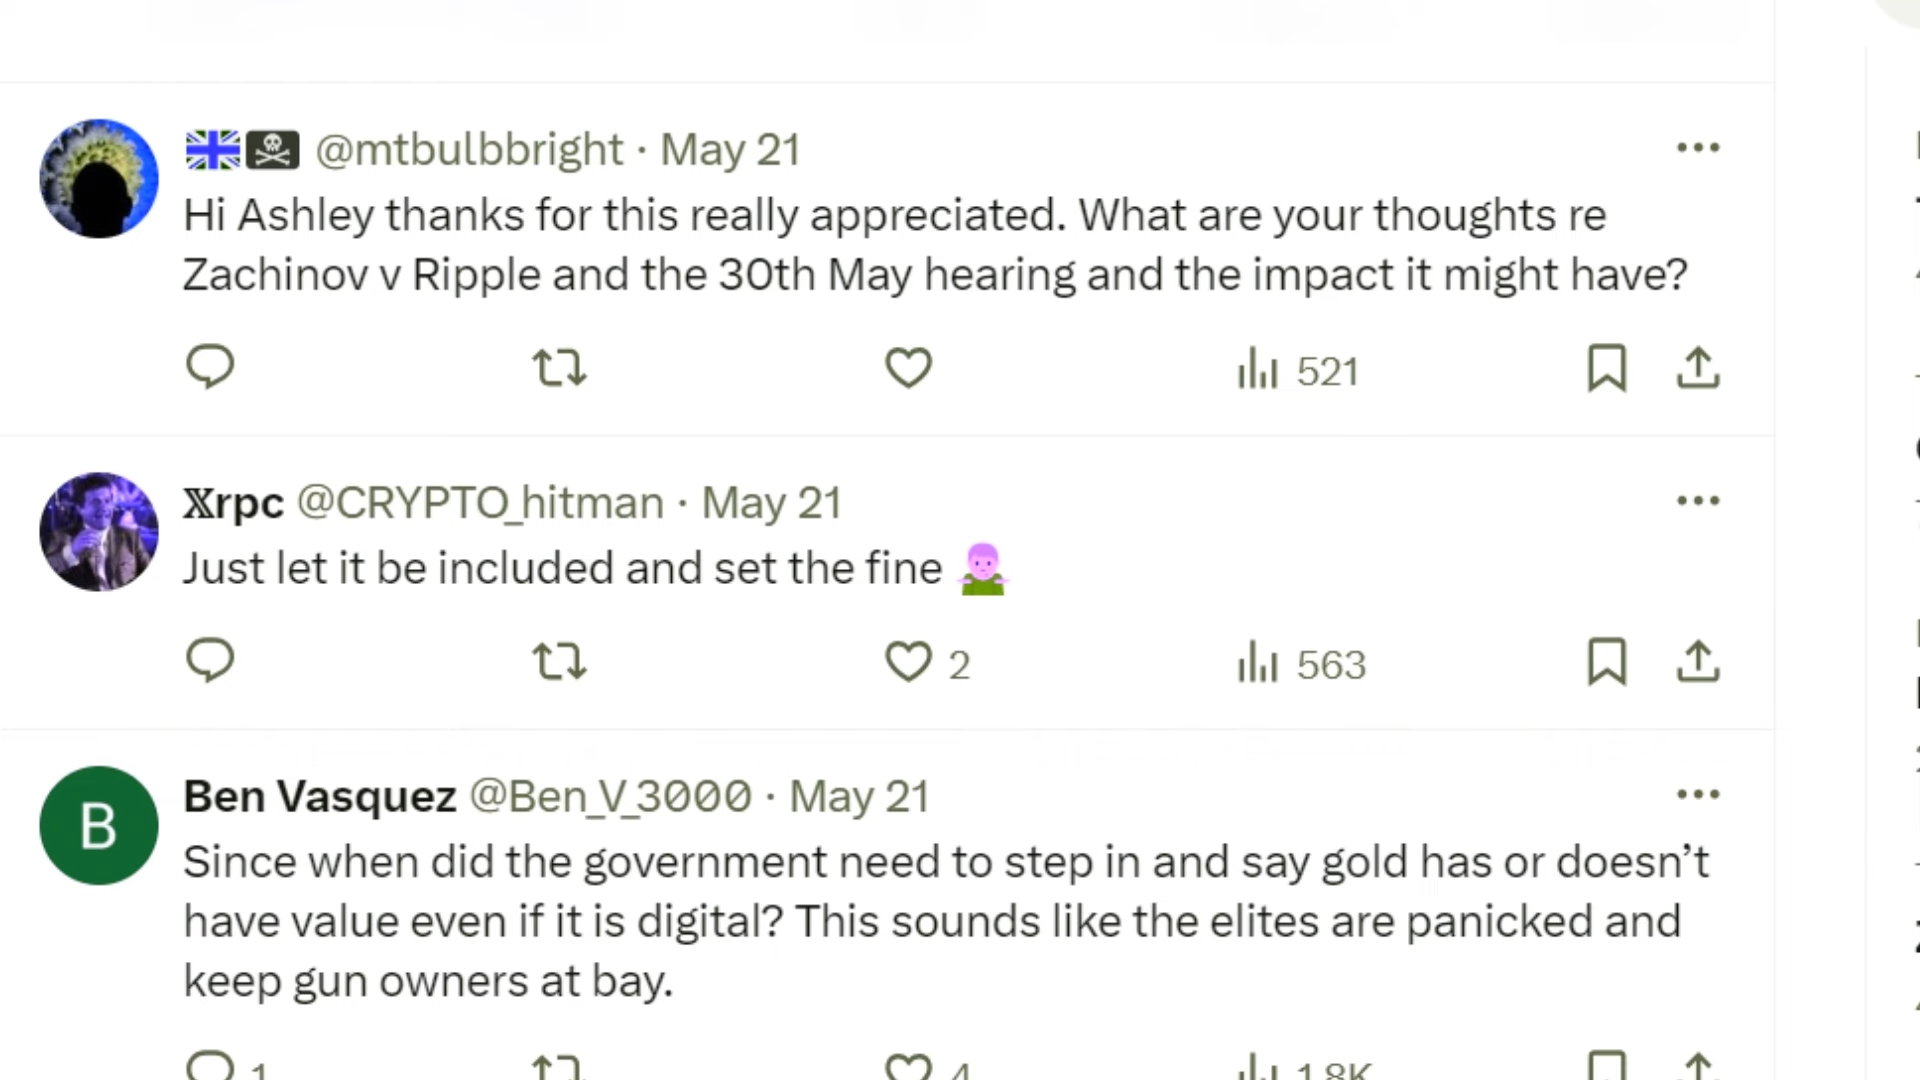 @mtbulbbright · May 21
Hi Ashley thanks for this really appreciated. What are your thoughts re
Zachinov v Ripple and the 30th May hearing and the impact it might have?
521
𝕏rpc @CRYPTO_hitman · May 21
Just let it be included and set the fine
2 563
B
Ben Vasquez @Ben_V_3000 · May 21
Since when did the government need to step in and say gold has or doesn’t
have value even if it is digital? This sounds like the elites are panicked and
keep gun owners at bay.
1 4 1.8K